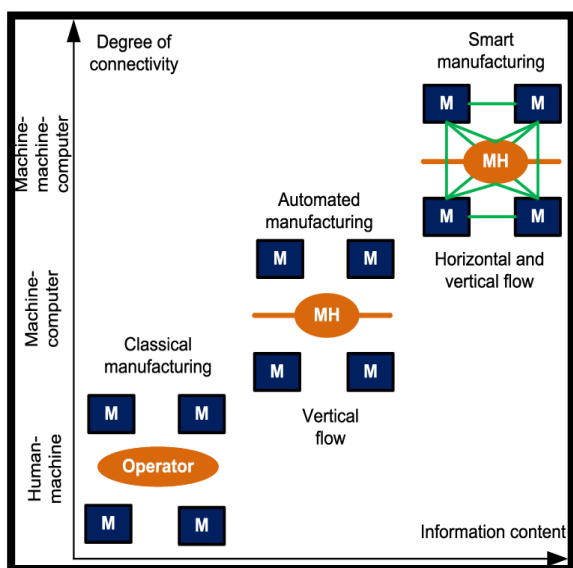 Degree of
connectivity
Smart
manufacturing
M M
MH
M M
Horizontal and
vertical flow
Machine-
machine-
computer
Automated
manufacturing
M M
MH
M M
Vertical
flow
Machine-
computer
Classical
manufacturing
M M
Operator
M M
Human-
machine
Information content